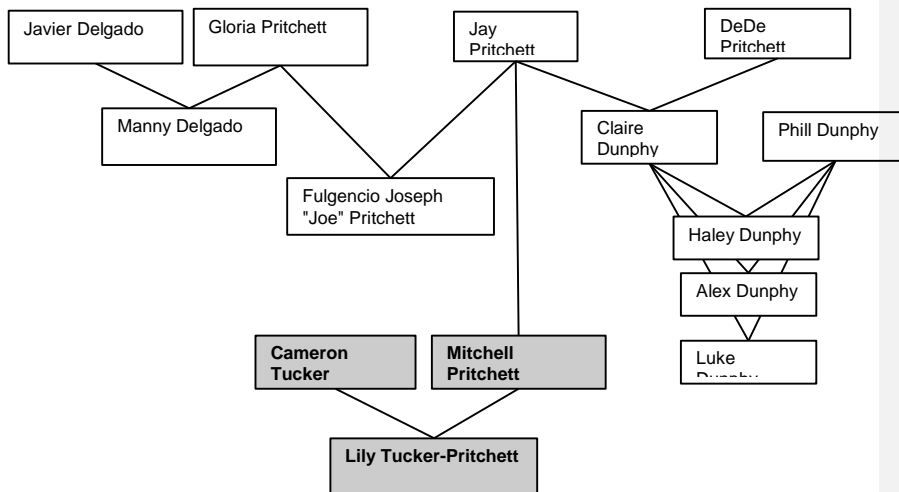 Javier Delgado
Gloria Pritchett
Jay
Pritchett
DeDe
Pritchett
Manny Delgado
Claire
Dunphy
Phill Dunphy
Fulgencio Joseph
"Joe" Pritchett
Haley Dunphy
Alex Dunphy
Luke
Dunphy
Cameron
Tucker
Mitchell
Pritchett
Lily Tucker-Pritchett